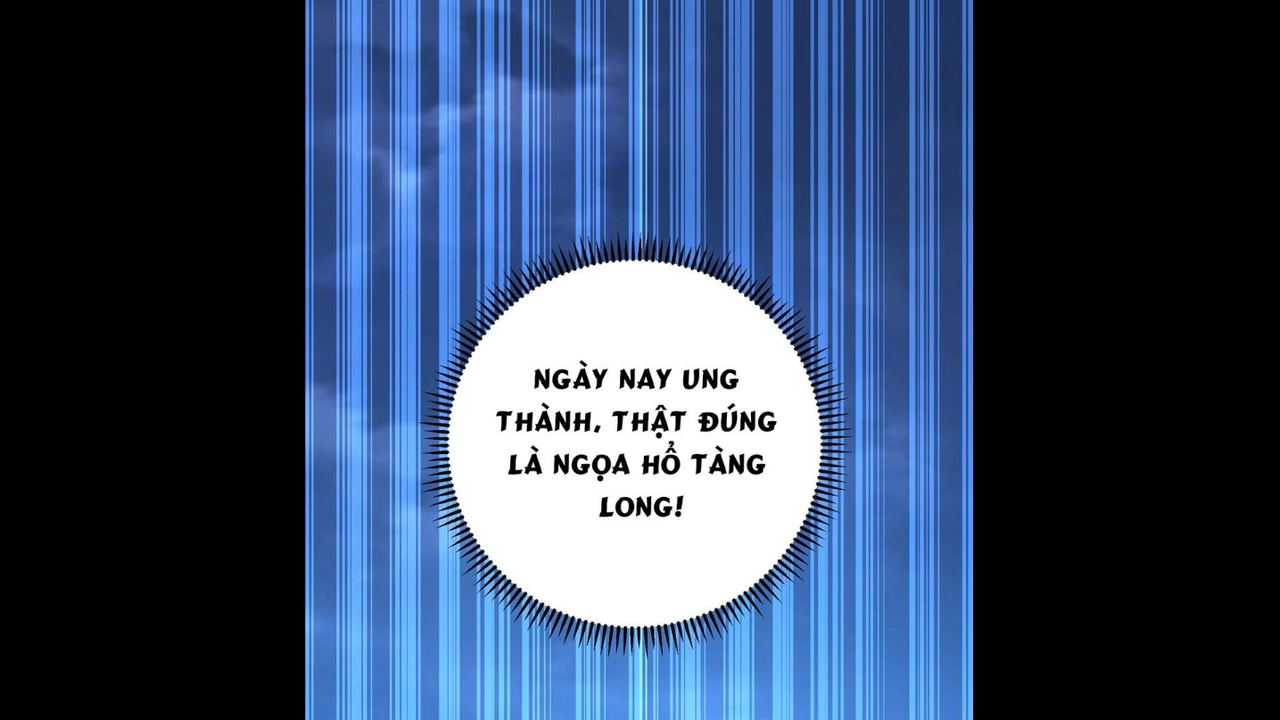 NGÀY NAY UNG
THÀNH, THẬT ĐÚNG
LÀ NGỌA HỔ TÀNG
LONG!